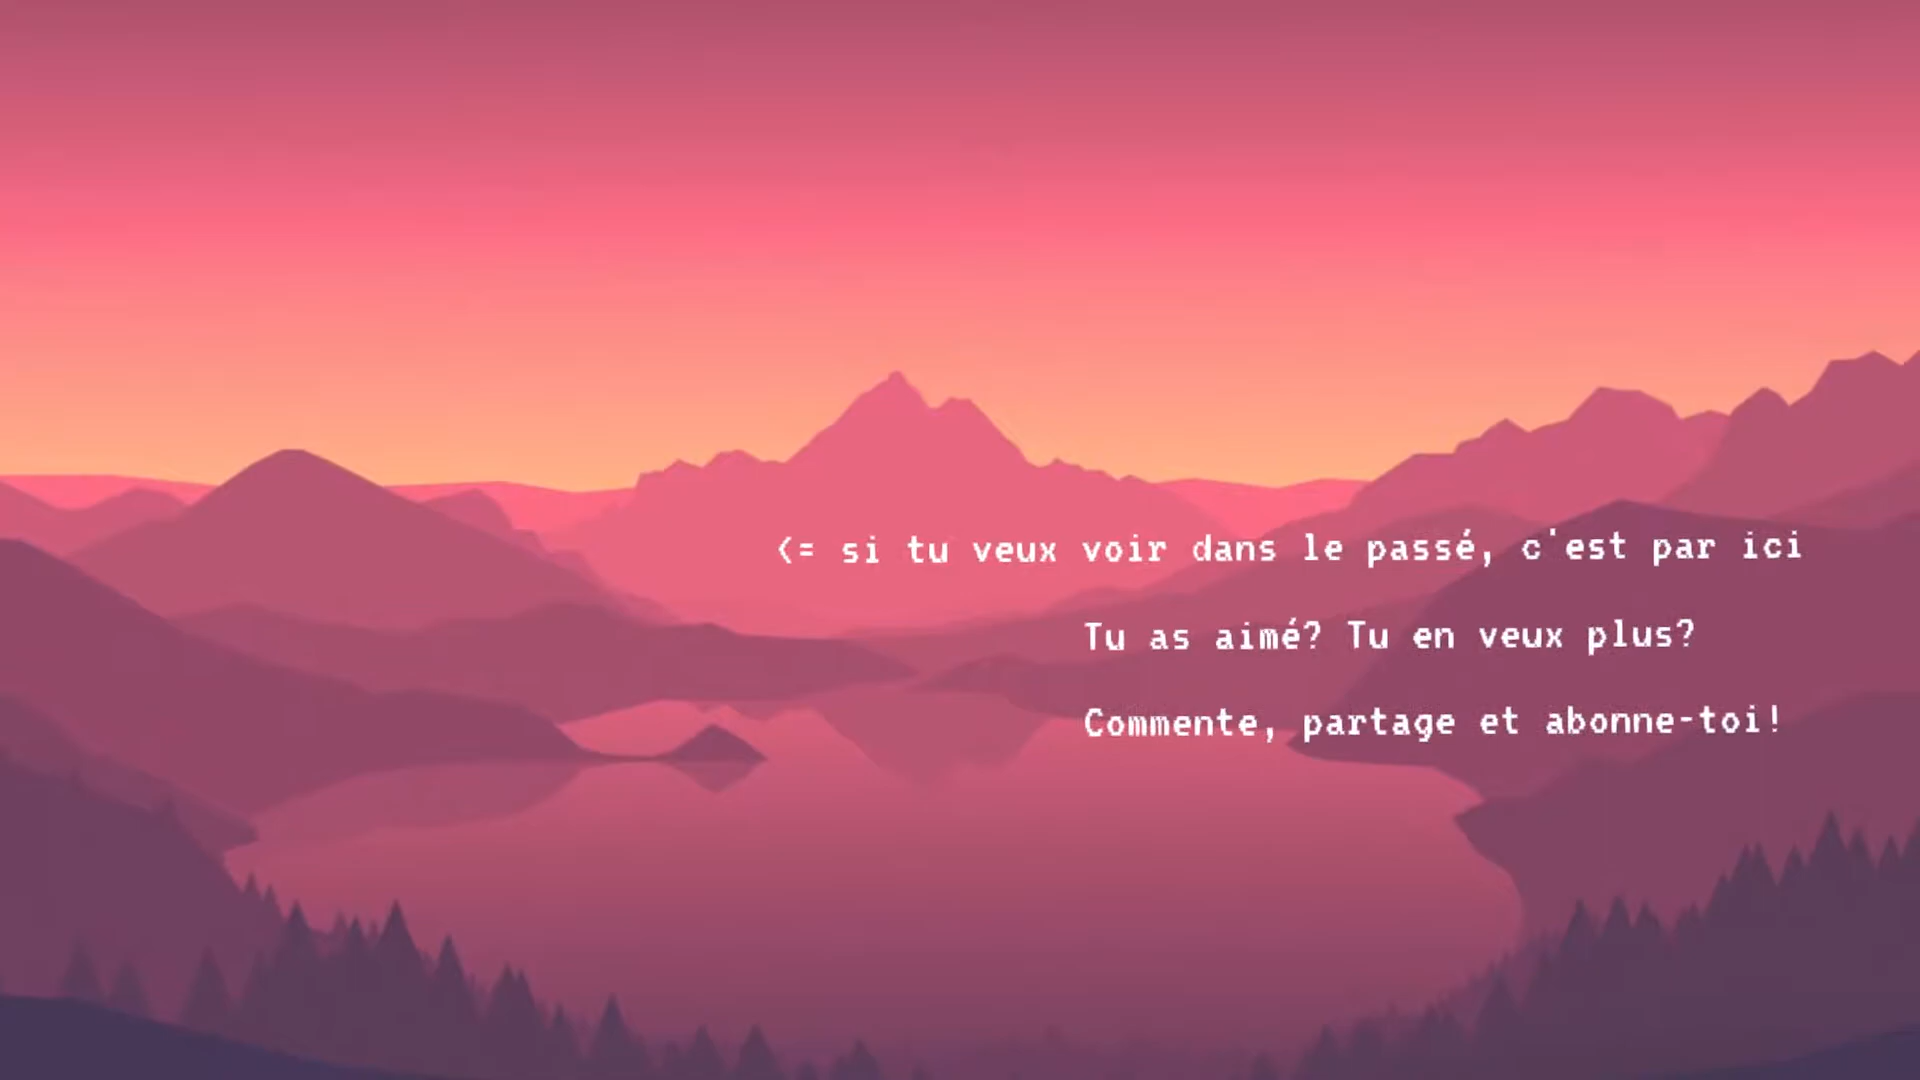 <= si tu veux voir dans le passé, c'est par ici
Tu as aimé? Tu en veux plus?
Commente, partage et abonne-toi!